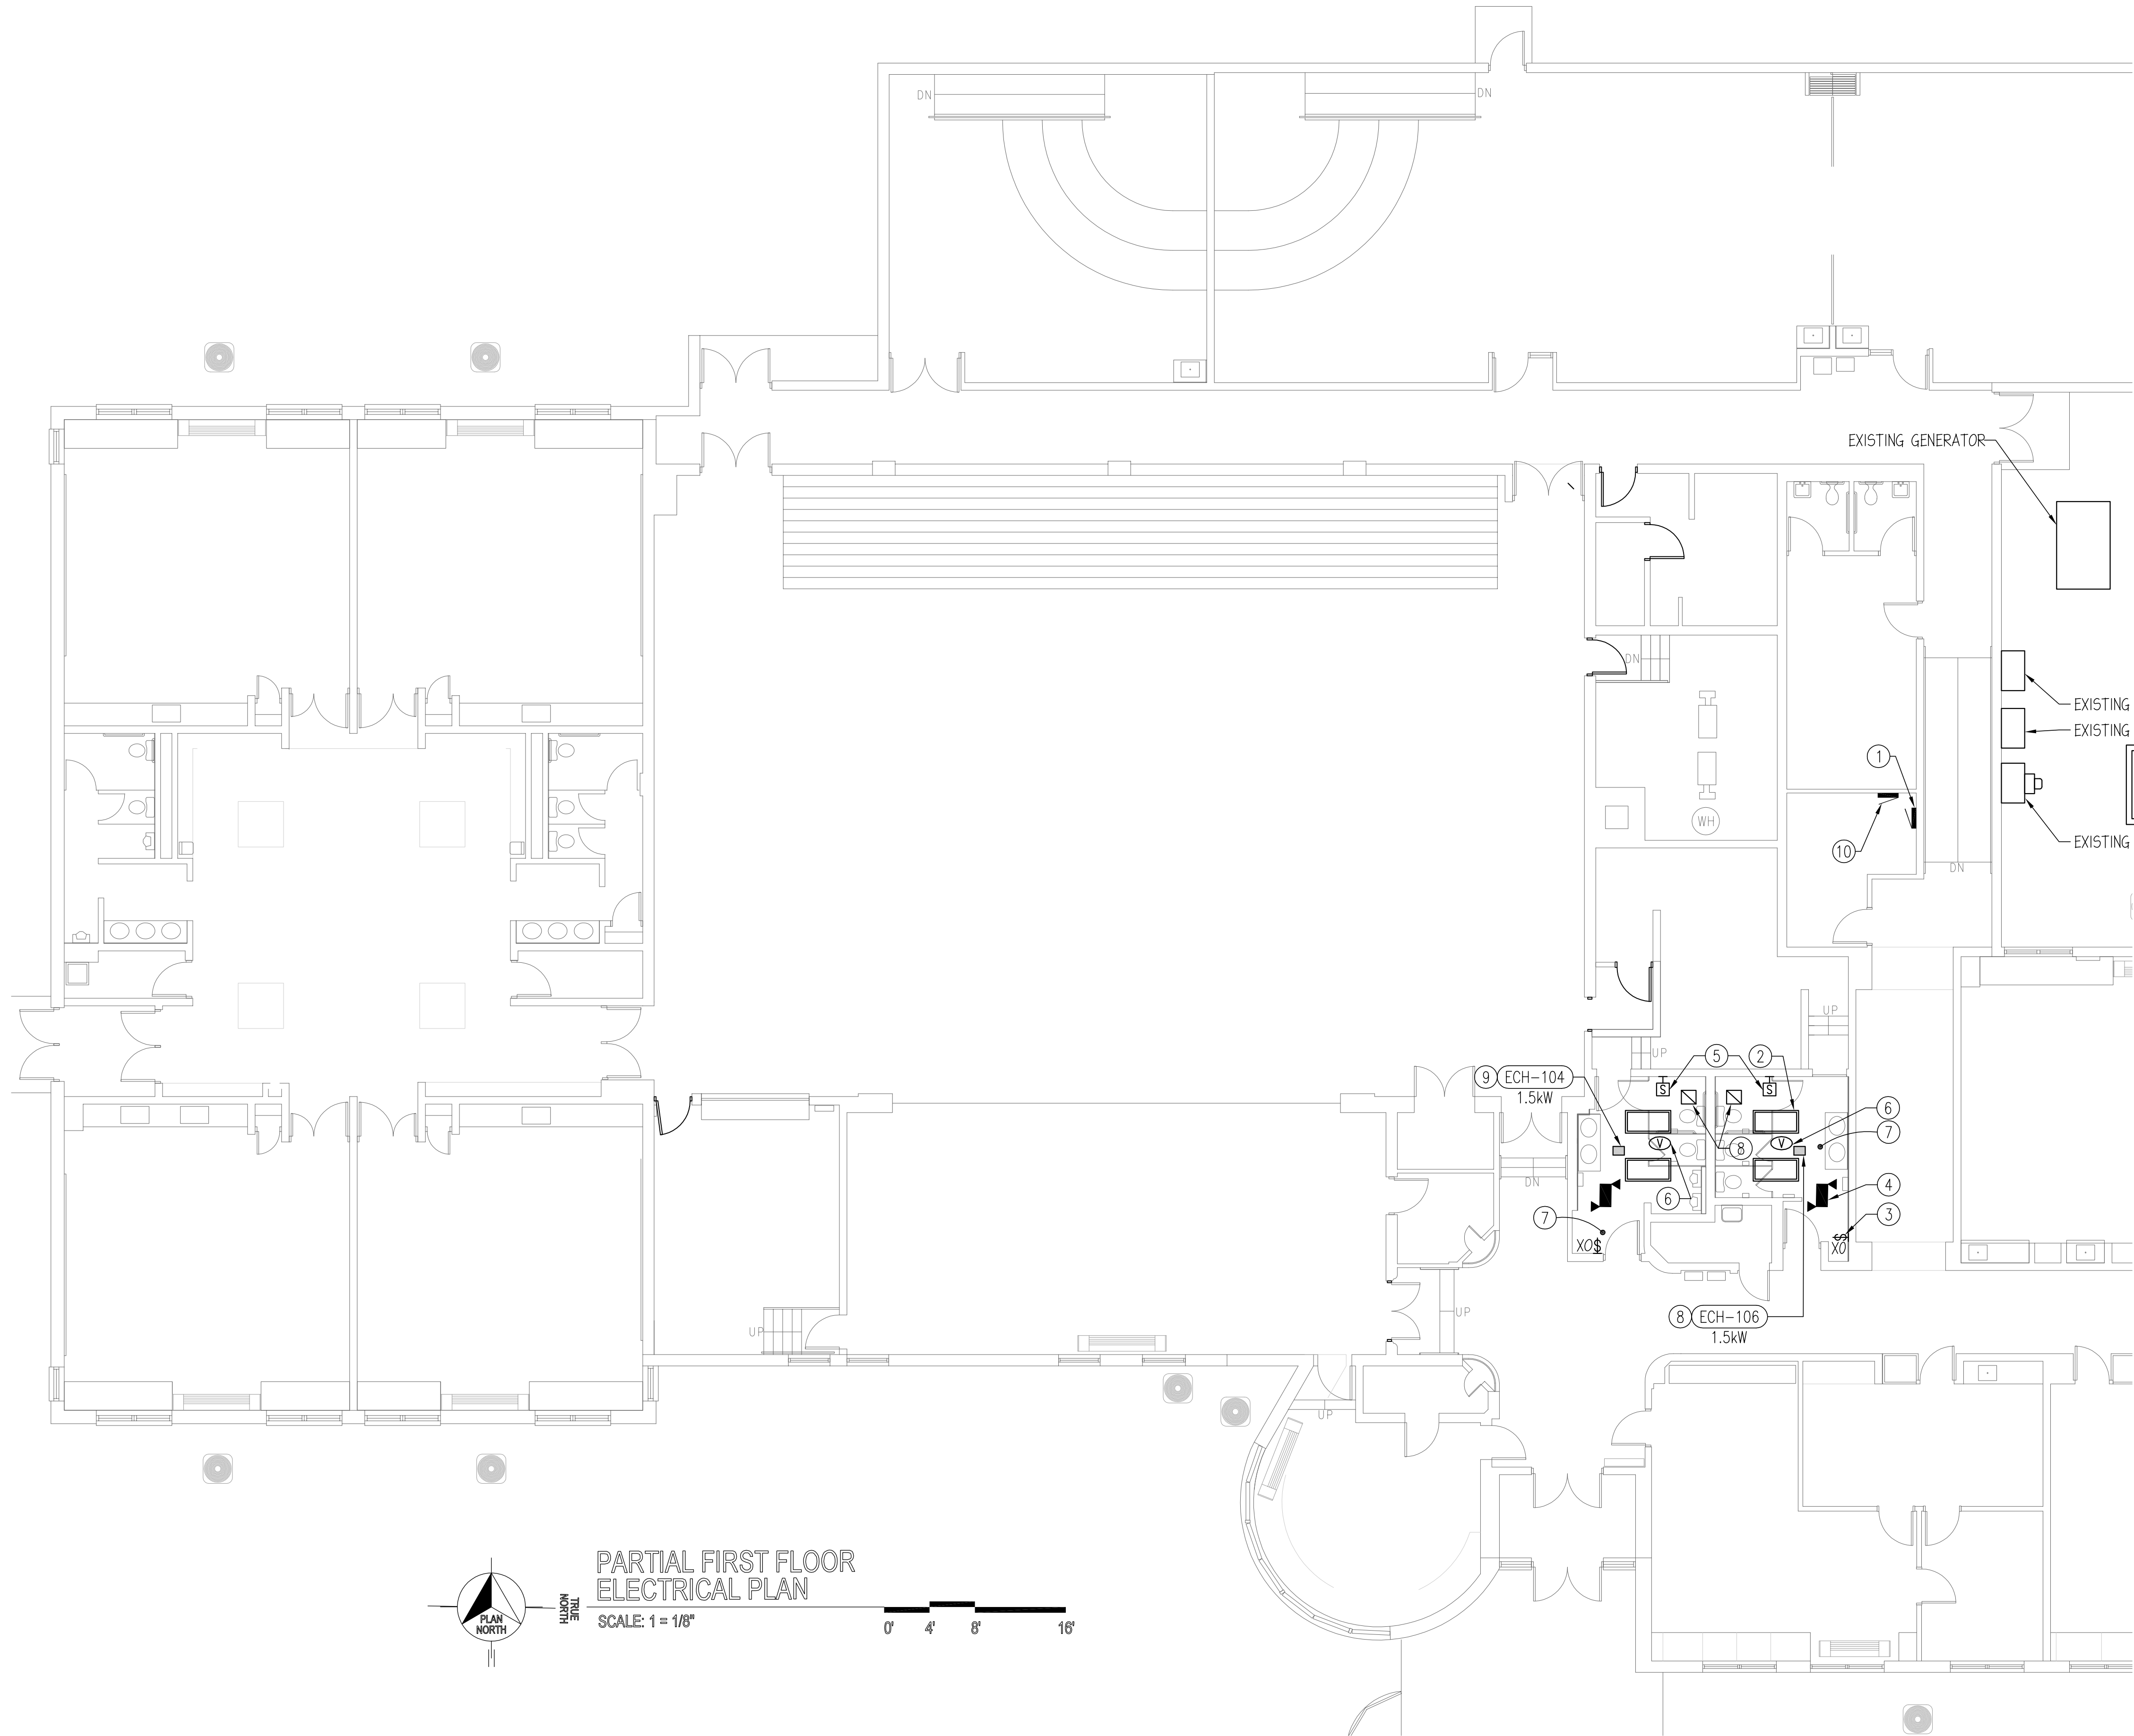 DN
DN
EXISTING GENERATOR
DN
EXISTING
EXISTING
1
WH
10
EXISTING
DN
UP
UP
5
2
9
ECH-104
1.5kW
S
S
6
7
V
V
8
DN
6
4
7
3
XO$
XO$
UP
8
ECH-106
1.5kW
UP
UP
PARTIAL FIRST FLOOR
ELECTRICAL PLAN
SCALE: 1 = 1/8"
0' 4' 8' 16'
PLAN
NORTH
TRUE
NORTH